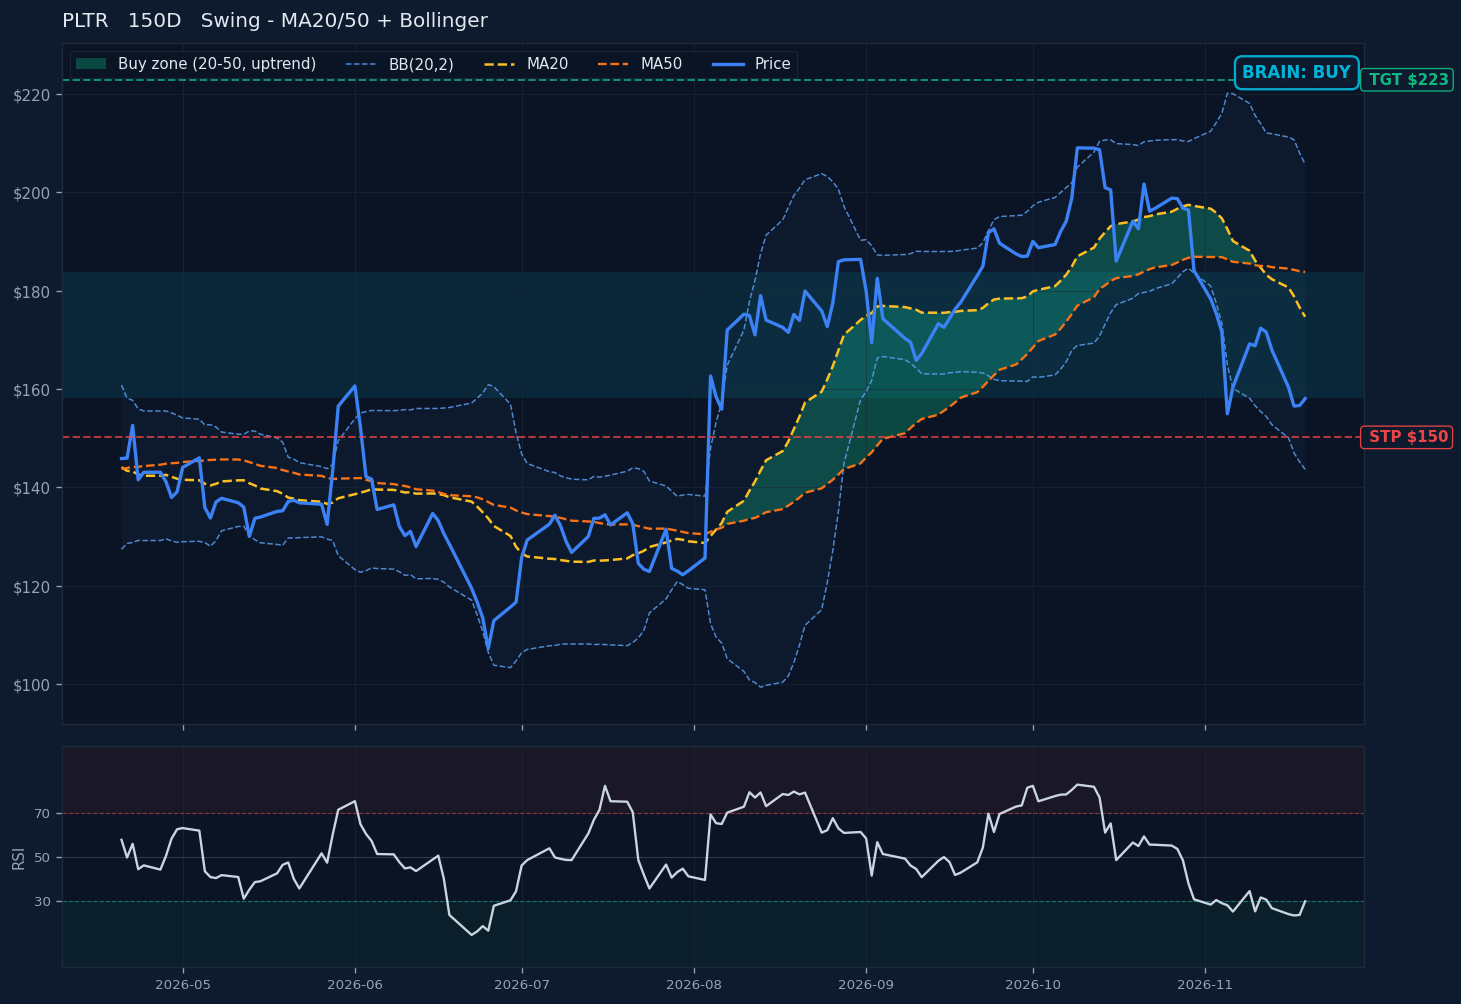 PLTR 150D Swing - MA20/50 + Bollinger
Buy zone (20-50, uptrend) BB(20,2) MA20 MA50 Price
BRAIN: BUY
TGT $223
$220
$200
$180
$160
STP $150
$140
$120
$100
RSI
70
50
30
2026-05 2026-06 2026-07 2026-08 2026-09 2026-10 2026-11